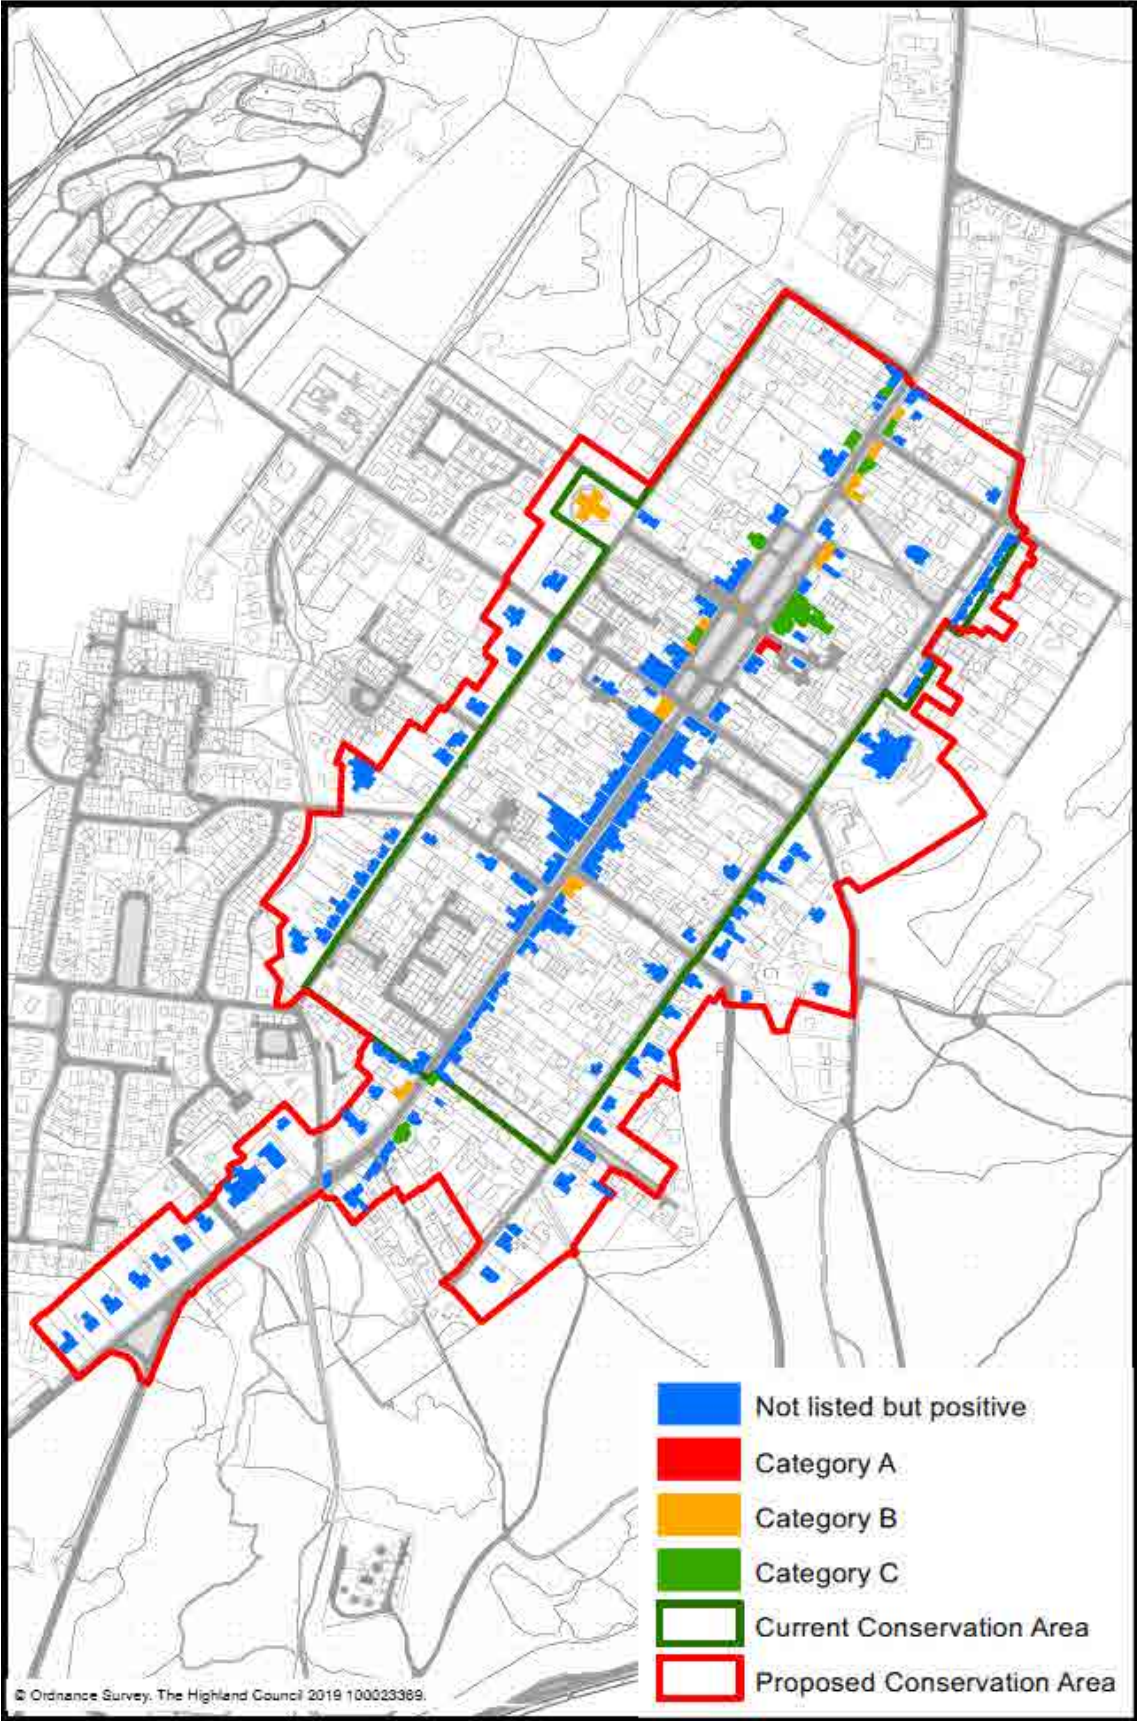 Not listed but positive
Category A
Category B
Category C
Current Conservation Area
Proposed Conservation Area
© Ordnance Survey. The Highland Council 2019 100023369.